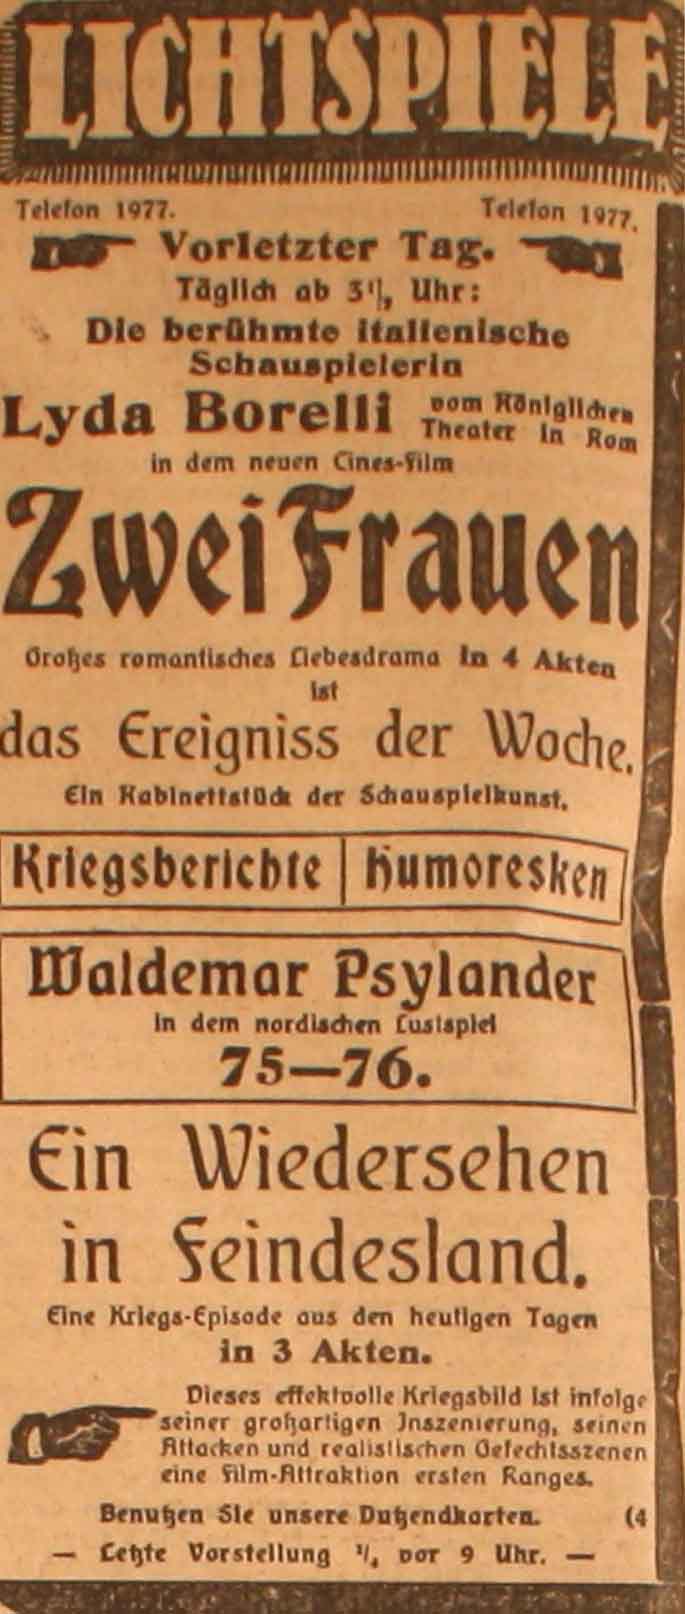 LICHTSPIELE
Telefon 1977. Telefon 1977.
Vorletzter Tag.
Täglich ab 3½ Uhr:
Die berühmte italienische
Schauspielerin
Lyda Borelli vom Königlichen
Theater in Rom
in dem neuen Cines-Film
Zwei Frauen
Großes romantisches Liebesdrama in 4 Akten
ist
das Ereigniss der Woche.
Ein Kabinettstück der Schauspielkunst.
Kriegsberichte Humoresken
Waldemar Psylander
in dem nordischen Lustspiel
75—76.
Ein Wiedersehen
in Feindesland.
Eine Kriegs-Episode aus den heutigen Tagen
in 3 Akten.
Dieses effektvolle Kriegsbild ist infolge
seiner großartigen Inszenierung, seinen
Attacken und realistischen Gefechtsszenen
eine Film-Attraktion ersten Ranges.
Benutzen Sie unsere Dutzendkarten. (4
— Letzte Vorstellung vor 9 Uhr. —